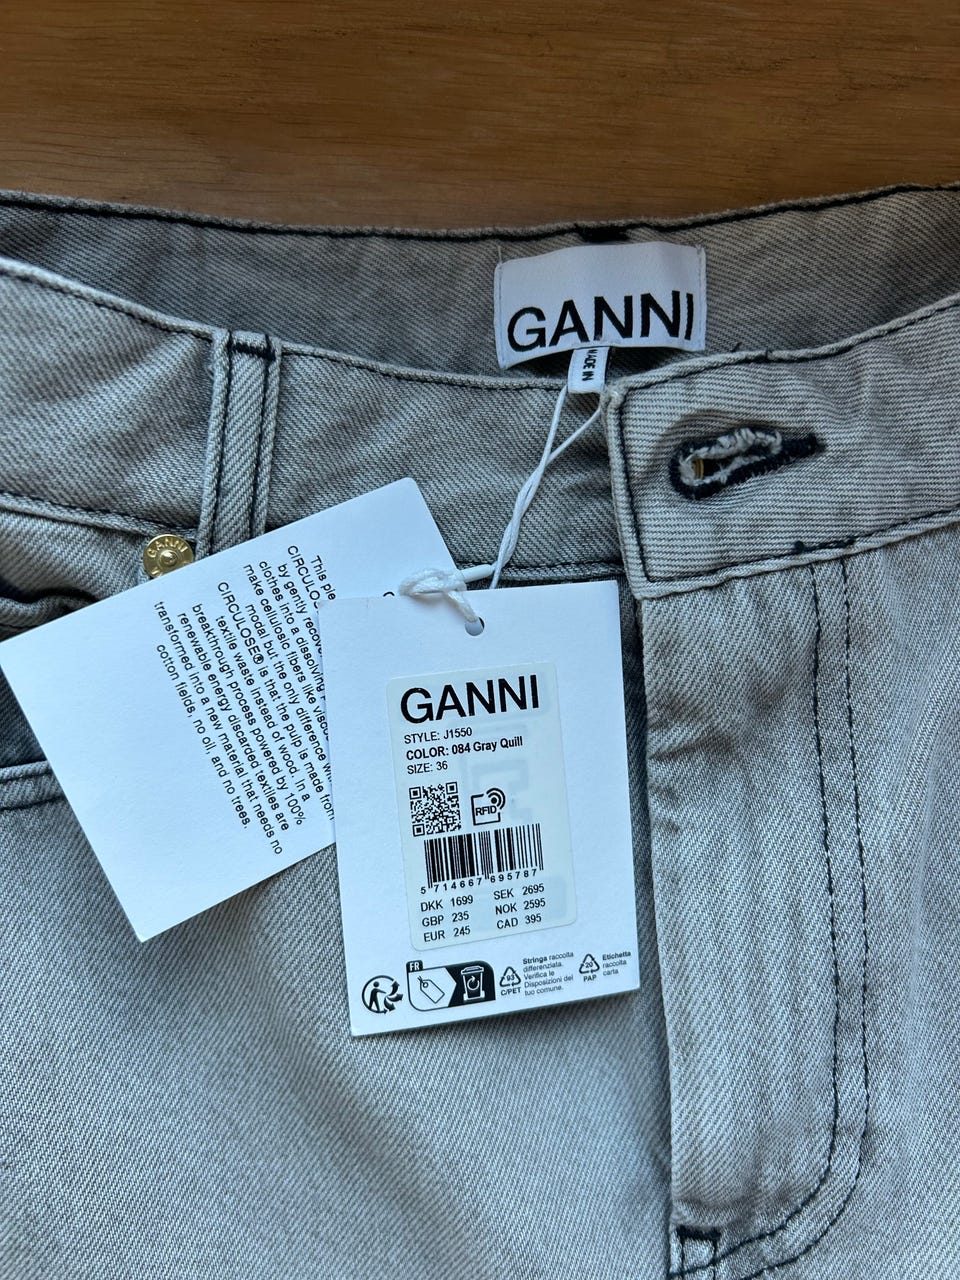 GANNI
MADE IN
GANNI
This
CIRCULOSE
by gently
clothes into a dissolving
make cellulosic fibers like
modal but the only difference
CIRCULOSE® is that the pulp is made from
textile waste instead of wood. In a
breakthrough process powered by 100%
renewable energy discarded textiles are
transformed into a new material that needs no
cotton fields, no oil and no trees.
GANNI
STYLE: J1550
COLOR: 084 Gray Quill
SIZE: 36
RFID
5 714667 695787
DKK 1699 SEK 2695
GBP 235 NOK 2595
EUR 245 CAD 395
FR
93
C/PET
Stringa raccolta
differenziata.
Verifica le
Disposizioni del
tuo comune.
20
PAP
Etichetta
raccolta
carta